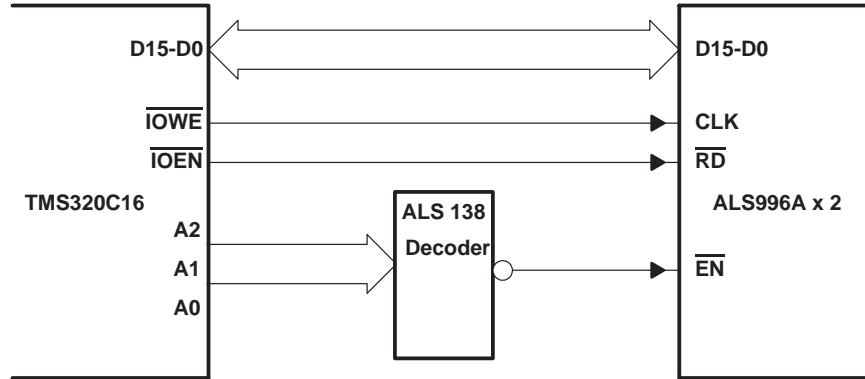 D15-D0
D15-D0
IOWE
CLK
IOEN
RD
TMS320C16
ALS 138
Decoder
ALS996A x 2
A2
A1
EN
A0